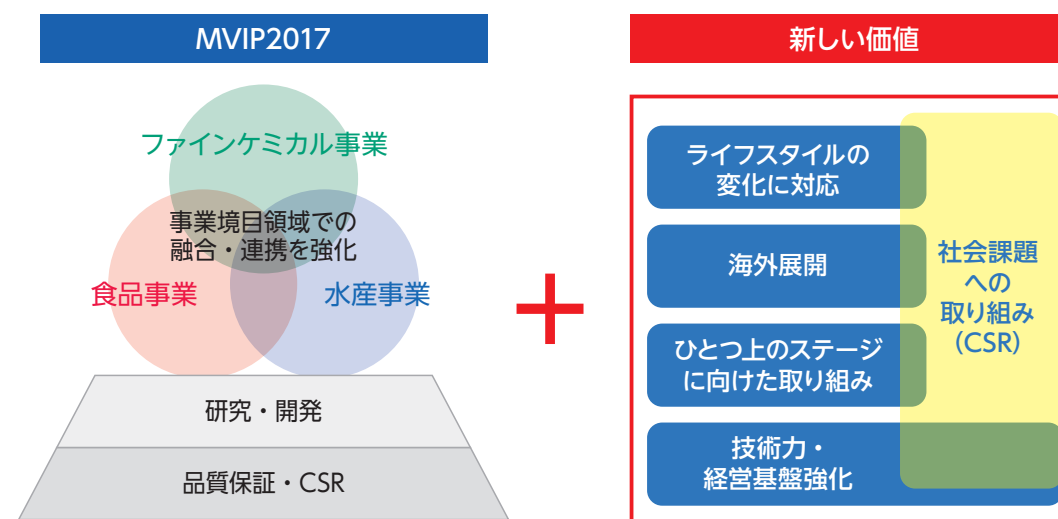 MVIP2017
ファインケミカル事業
事業境目領域での
融合・連携を強化
食品事業
水産事業
研究・開発
品質保証・CSR
+
新しい価値
ライフスタイルの
変化に対応
海外展開
ひとつ上のステージ
に向けた取り組み
技術力・
経営基盤強化
社会課題
への
取り組み
(CSR)